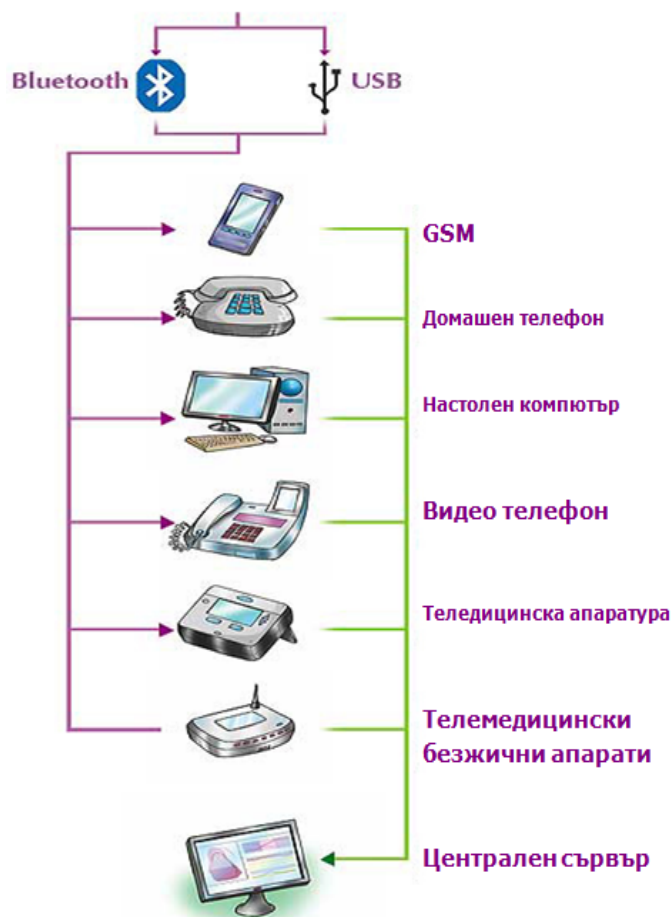 Bluetooth
USB
GSM
Домашен телефон
Настолен компютър
Видео телефон
Теледицинска апаратура
Телемедицински
безжични апарати
Централен сървър